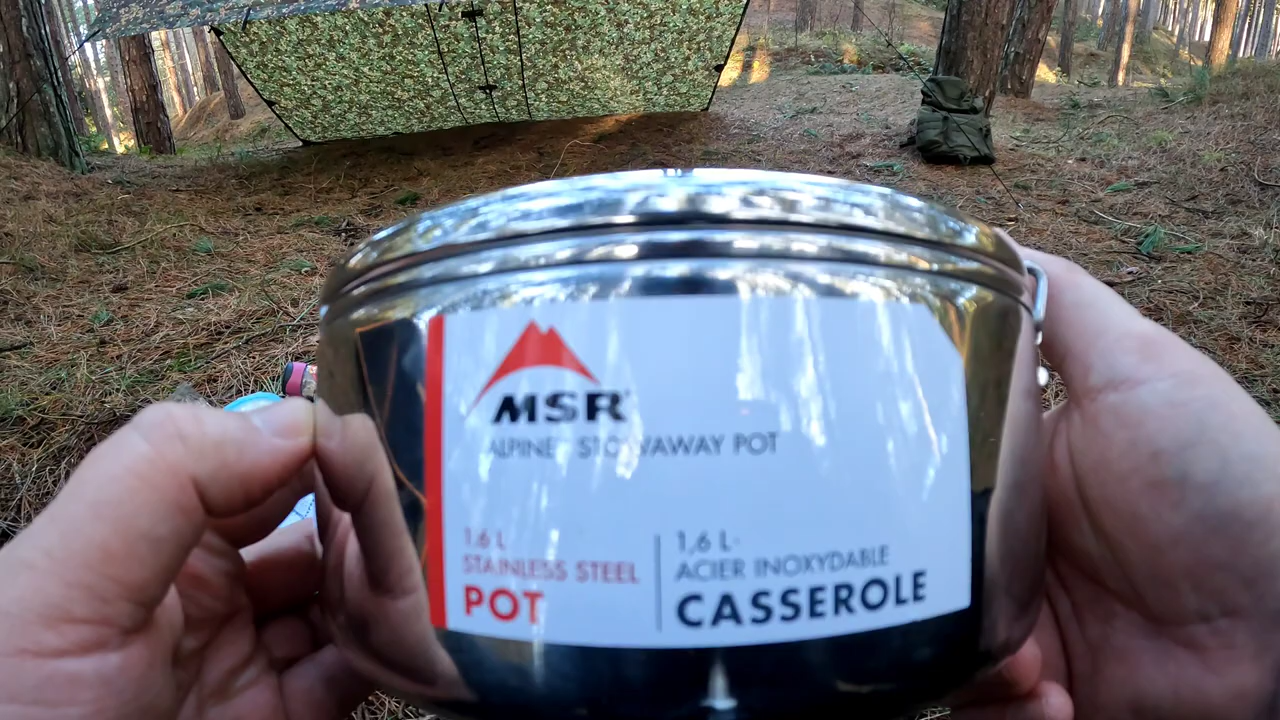 MSR
ALPINE STOWAWAY POT
1.6 L
STAINLESS STEEL
POT
1,6 L
ACIER INOXYDABLE
CASSEROLE